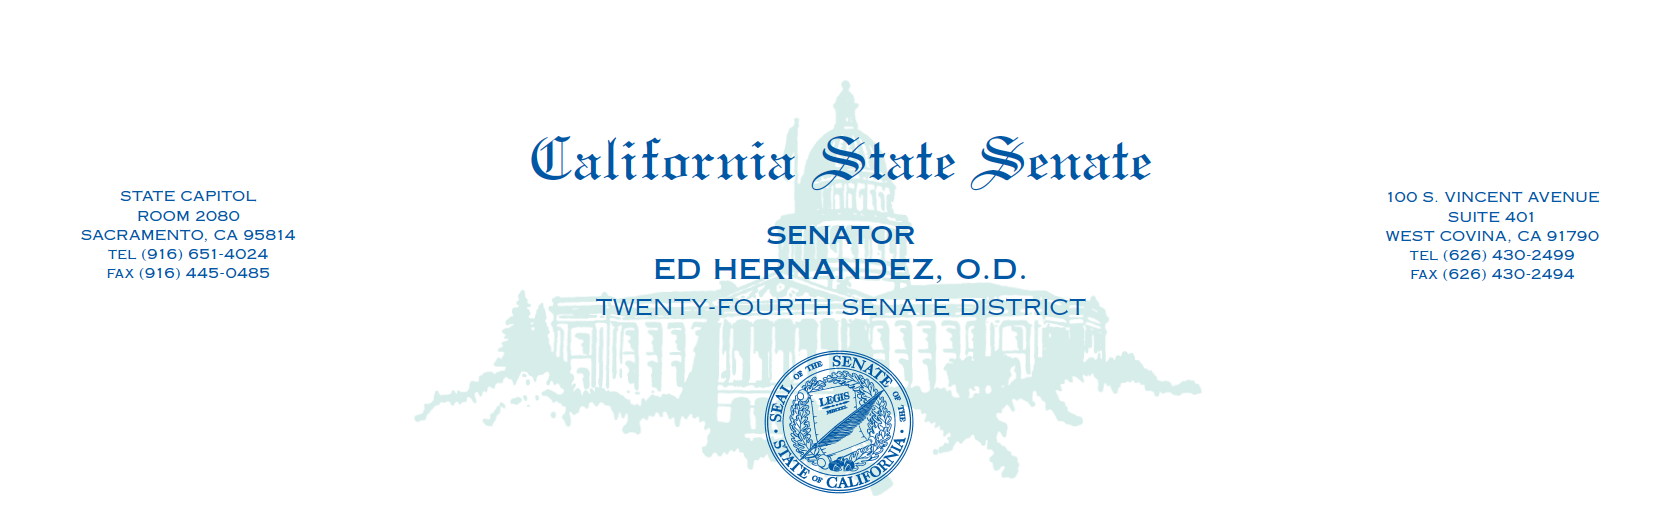 California State Senate
SENATOR
ED HERNANDEZ, O.D.
TWENTY-FOURTH SENATE DISTRICT
STATE CAPITOL
ROOM 2080
SACRAMENTO, CA 95814
TEL (916) 651-4024
FAX (916) 445-0485
100 S. VINCENT AVENUE
SUITE 401
WEST COVINA, CA 91790
TEL (626) 430-2499
FAX (626) 430-2494
SEAL OF THE SENATE OF THE
STATE OF CALIFORNIA
LEGIS